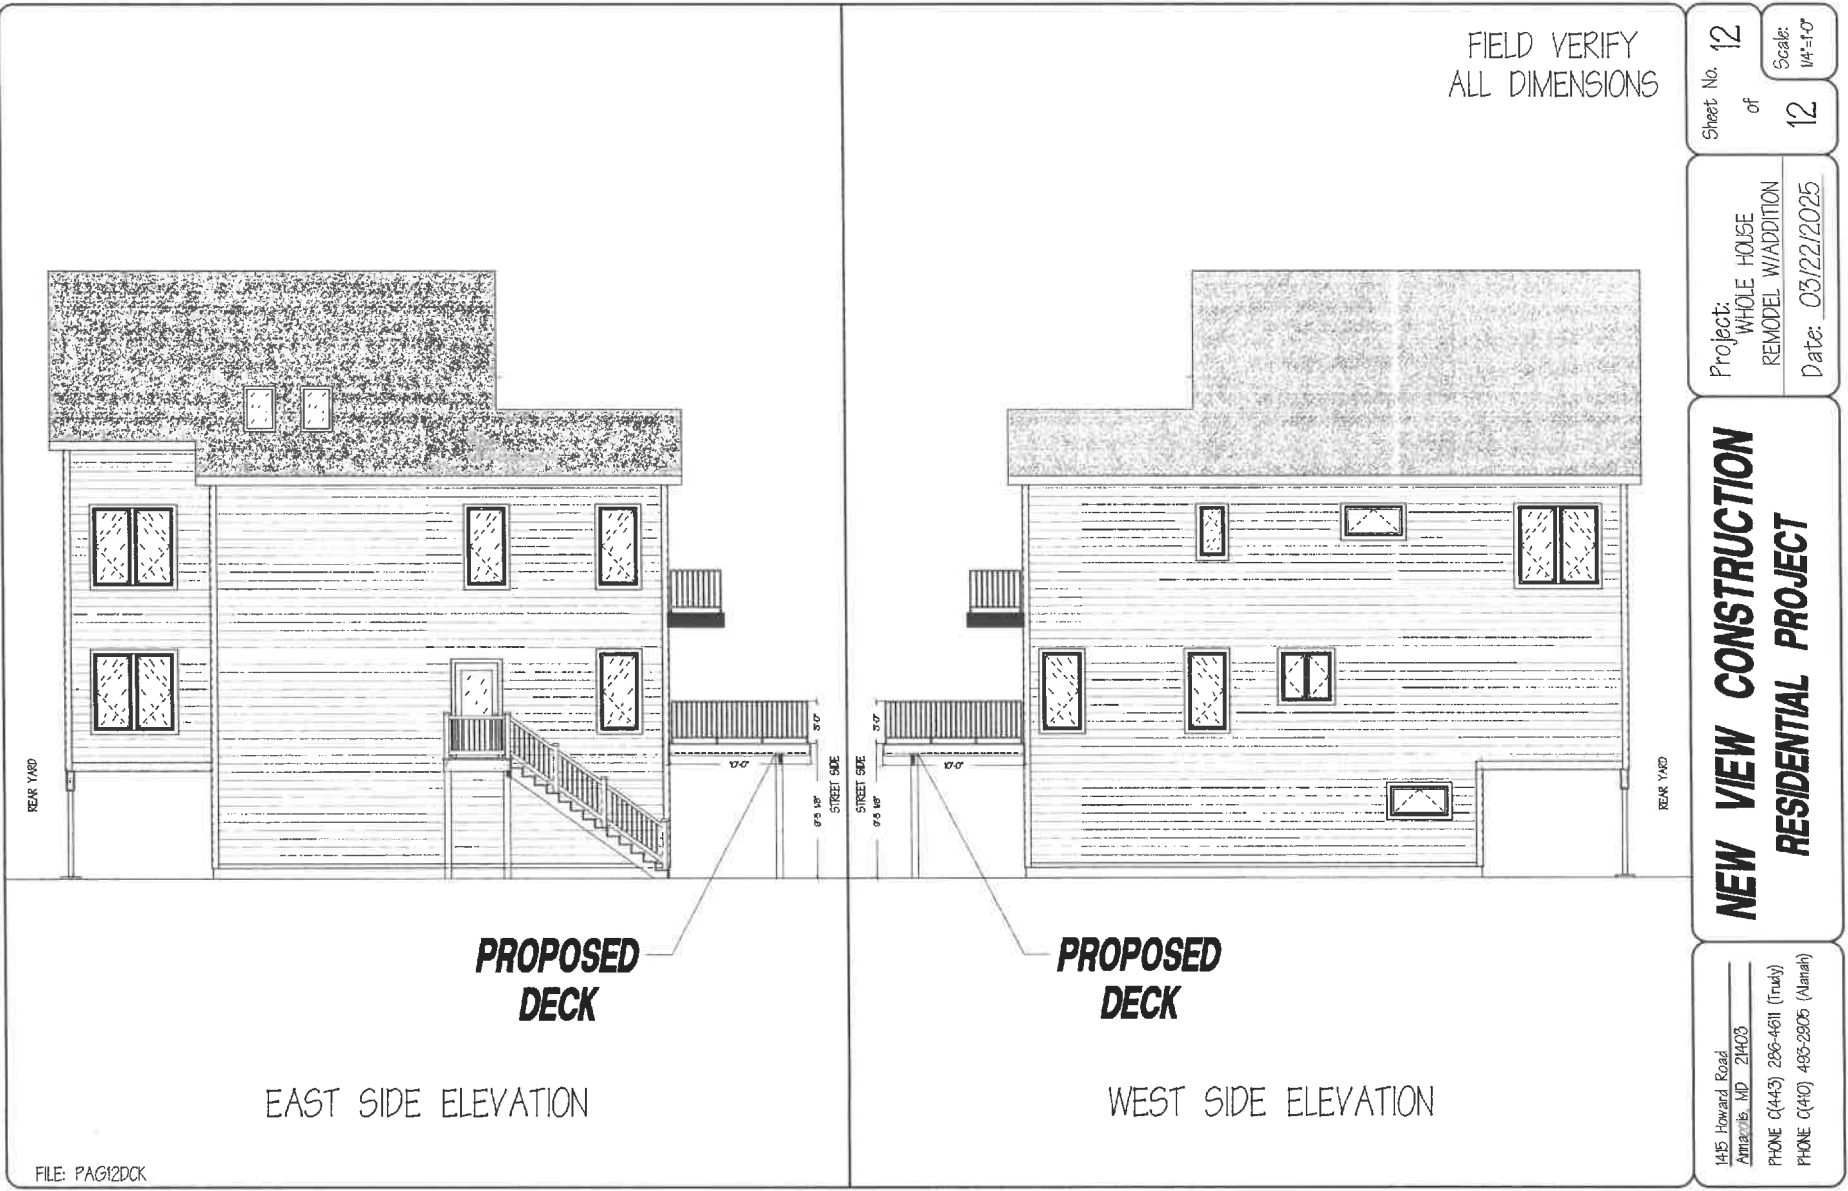 FIELD VERIFY
ALL DIMENSIONS
REAR YARD
10'-0"
3'-0"
STREET SIDE
STREET SIDE
3'-0"
10'-0"
REAR YARD
PROPOSED
DECK
PROPOSED
DECK
EAST SIDE ELEVATION
WEST SIDE ELEVATION
FILE: PAG12DCK
Sheet No. 12
of
12
Scale:
1/4"=1'-0"
Project:
WHOLE HOUSE
REMODEL W/ADDITION
Date: 03/22/2025
NEW VIEW CONSTRUCTION
RESIDENTIAL PROJECT
1415 Howard Road
Annapolis, MD 21403
PHONE C(443) 286-4611 (Trudy)
PHONE C(410) 493-2905 (Alanah)